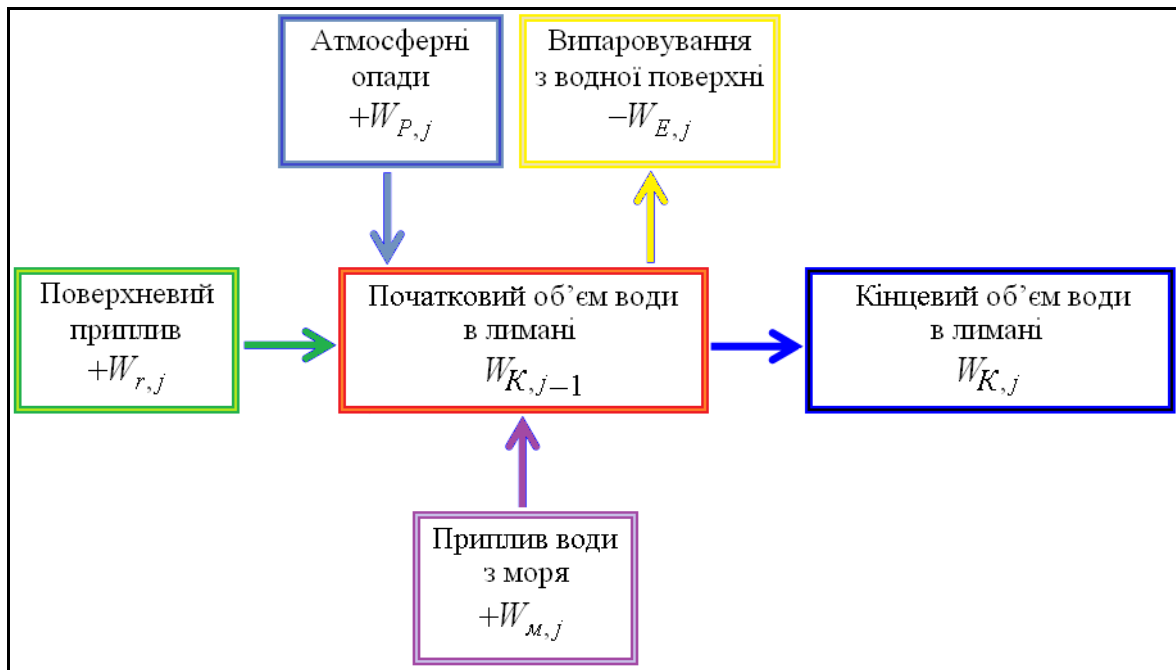 Атмосферні
опади
+W_{P,j}
Випаровування
з водної поверхні
−W_{E,j}
Поверхневий
приплив
+W_{r,j}
Початковий об’єм води
в лимані
W_{К,j−1}
Кінцевий об’єм води
в лимані
W_{К,j}
Приплив води
з моря
+W_{м,j}